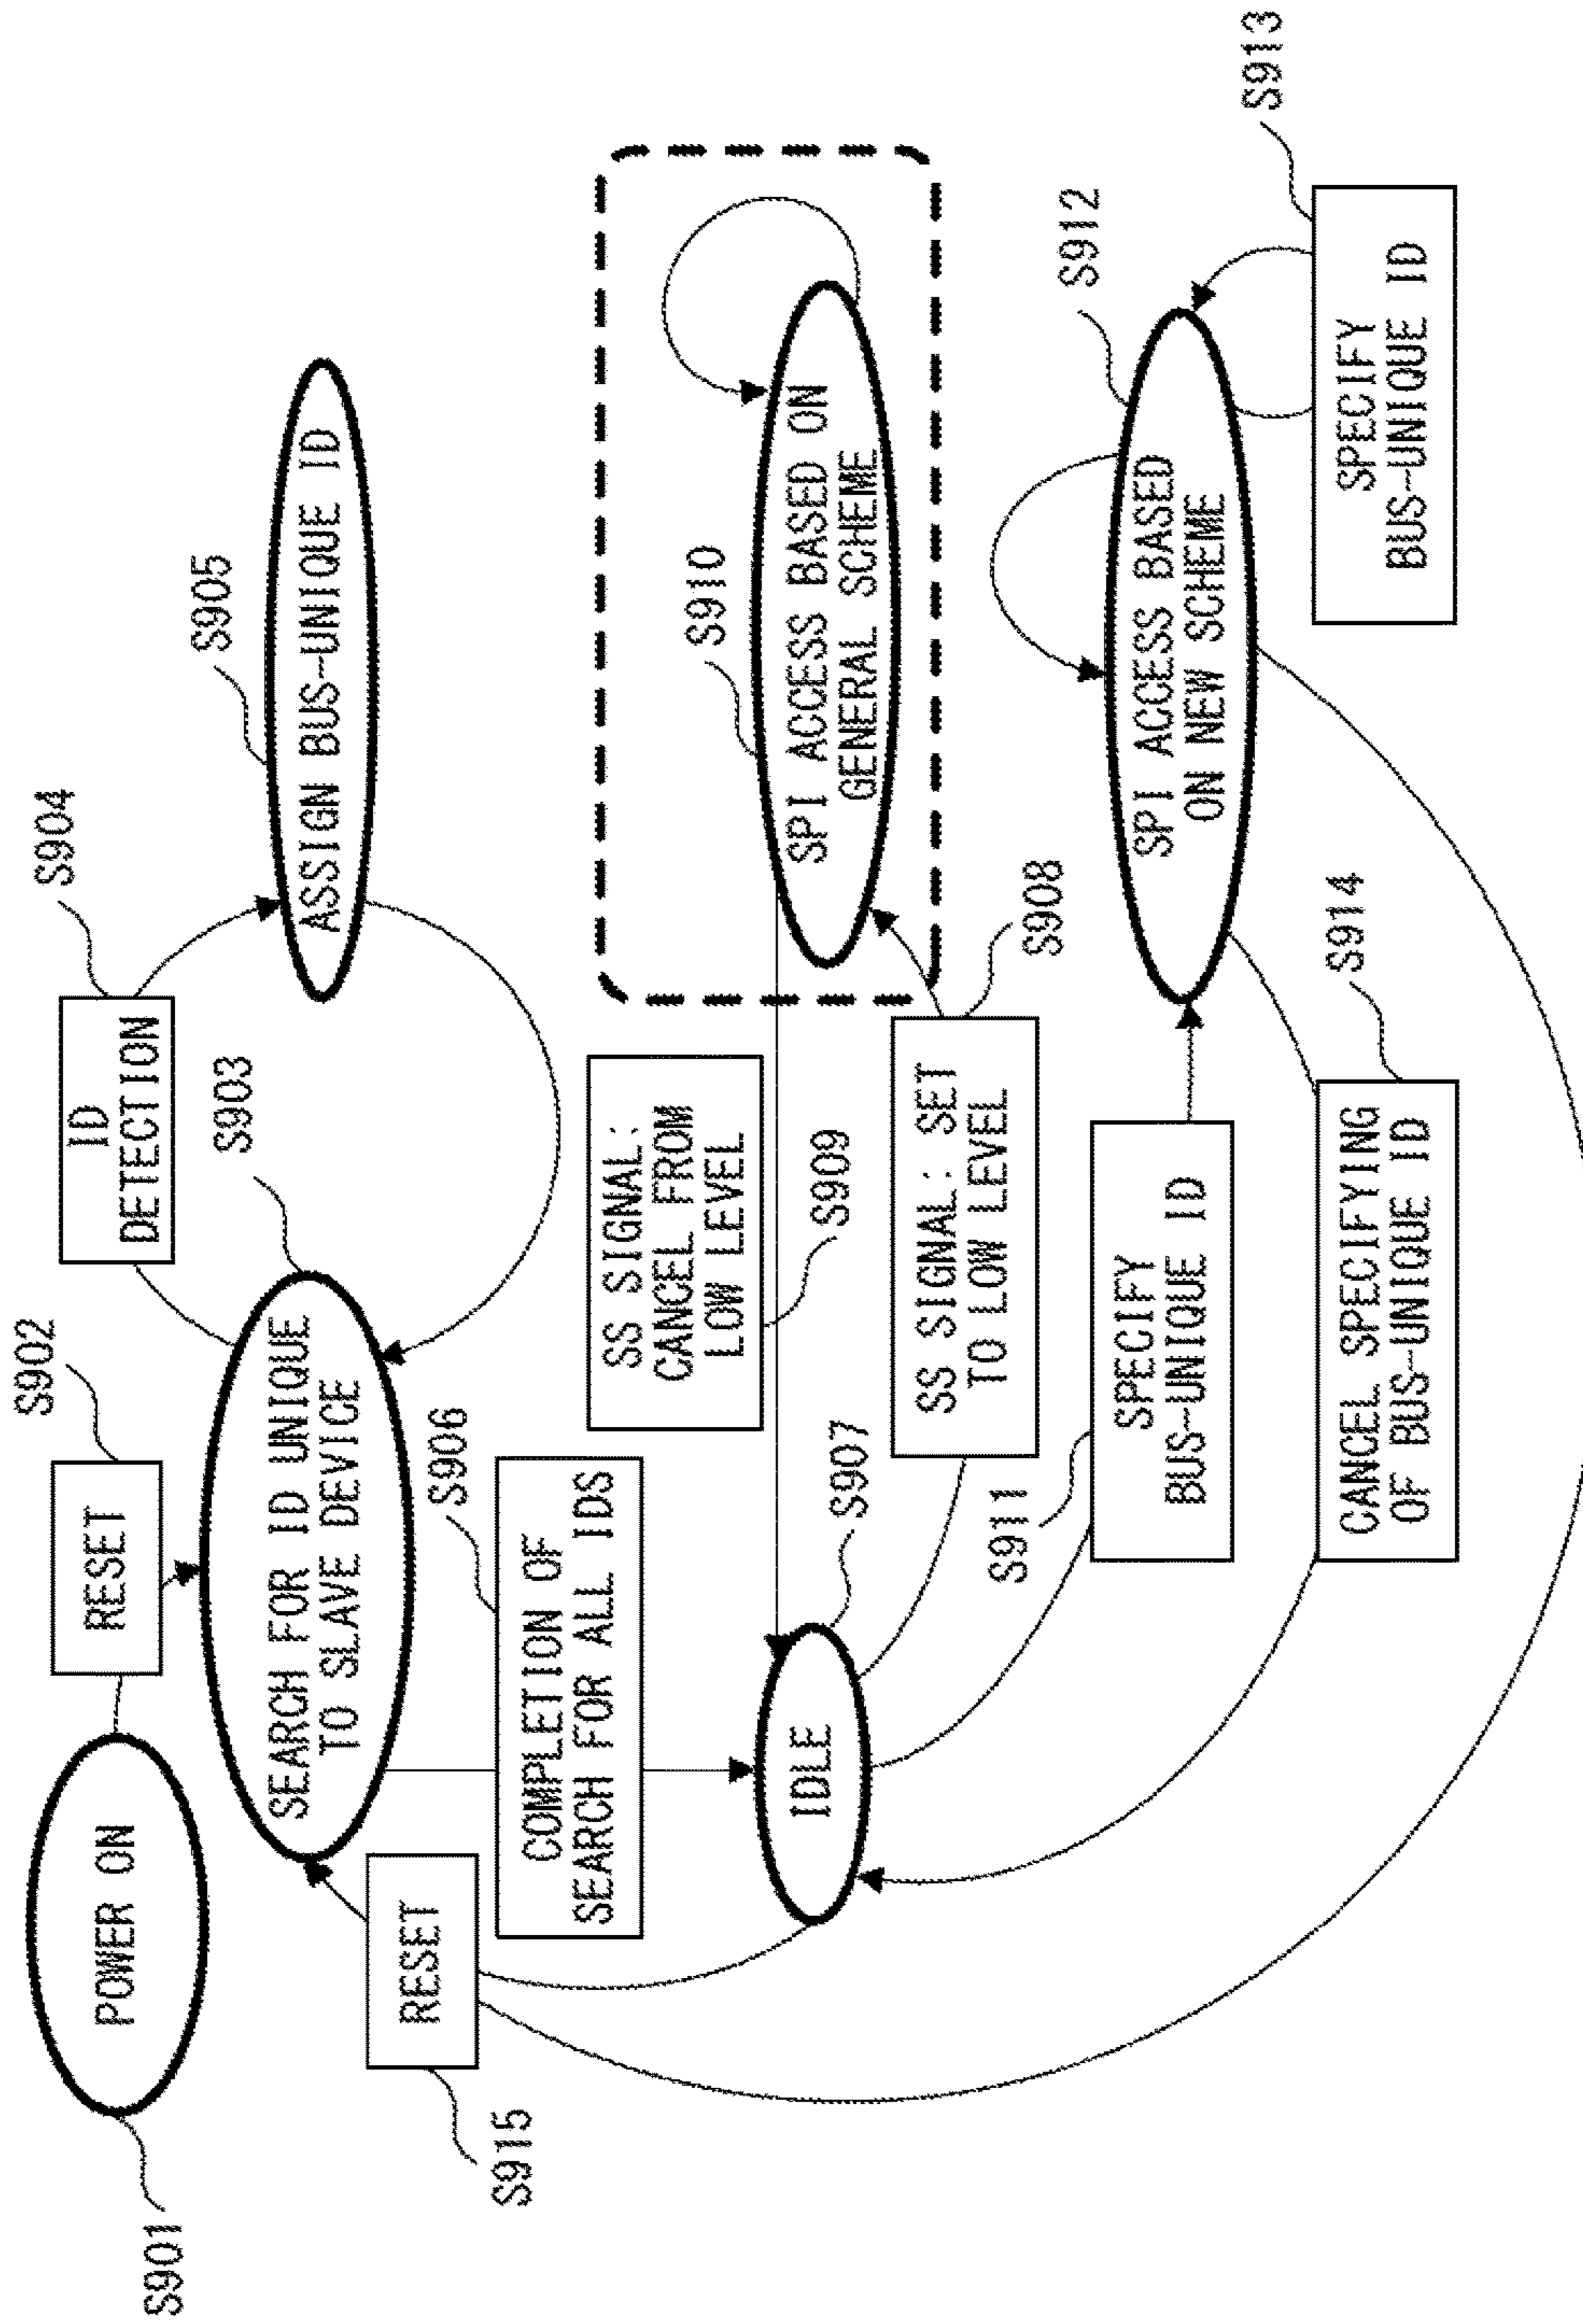 S901
POWER ON
RESET
S902
SEARCH FOR ID UNIQUE
TO SLAVE DEVICE
S903
ID
DETECTION
S904
ASSIGN BUS-UNIQUE ID
S905
RESET
S915
COMPLETION OF
SEARCH FOR ALL IDS
S906
IDLE
S907
SS SIGNAL:
CANCEL FROM
LOW LEVEL
S909
SS SIGNAL: SET
TO LOW LEVEL
S908
SPI ACCESS BASED ON
GENERAL SCHEME
S910
SPECIFY
BUS-UNIQUE ID
S911
SPI ACCESS BASED
ON NEW SCHEME
S912
SPECIFY
BUS-UNIQUE ID
S913
CANCEL SPECIFYING
OF BUS-UNIQUE ID
S914